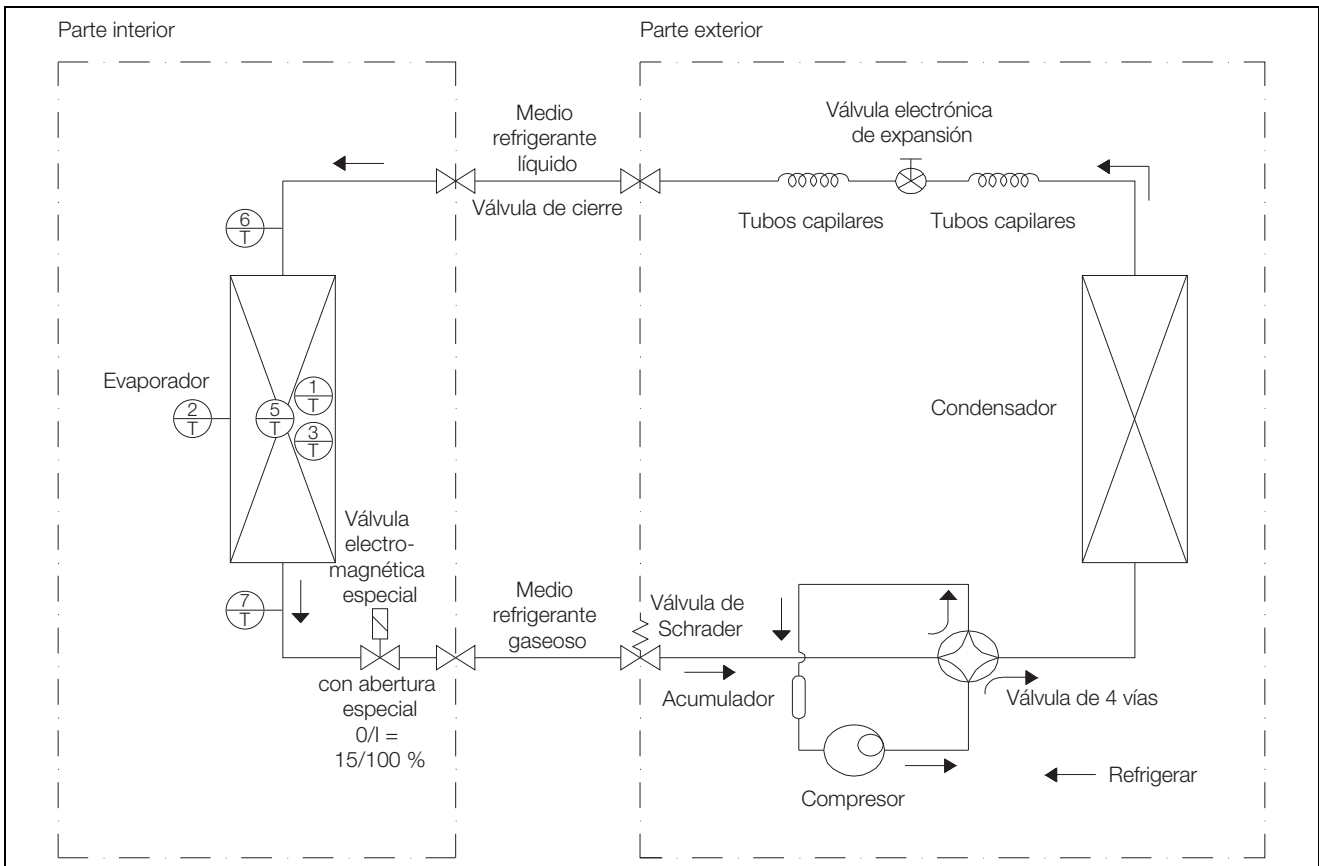 Parte interior
Parte exterior
Medio
refrigerante
líquido
Válvula electrónica
de expansión
Válvula de cierre
Tubos capilares
Tubos capilares
6
T
Evaporador
2
T
5
T
1
T
3
T
Condensador
Válvula
electro-
magnética
especial
7
T
Medio
refrigerante
gaseoso
Válvula de
Schrader
con abertura
especial
0/I =
15/100 %
Acumulador
Válvula de 4 vías
Compresor
Refrigerar